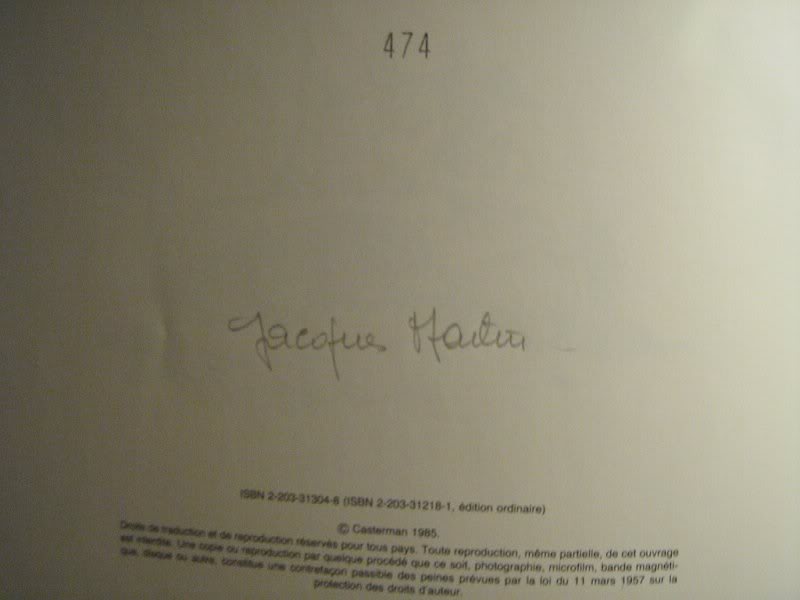 474
Jacques Martin
ISBN 2-203-31304-8 (ISBN 2-203-31218-1, édition ordinaire)
© Casterman 1985.
Droits de traduction et de reproduction réservés pour tous pays. Toute reproduction, même partielle, de cet ouvrage
est interdite. Une copie ou reproduction par quelque procédé que ce soit, photographie, microfilm, bande magnéti-
que, disque ou autre, constitue une contrefaçon passible des peines prévues par la loi du 11 mars 1957 sur la
protection des droits d'auteur.